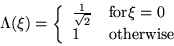 Λ(ξ) = { 1/√2 for ξ = 0
1 otherwise